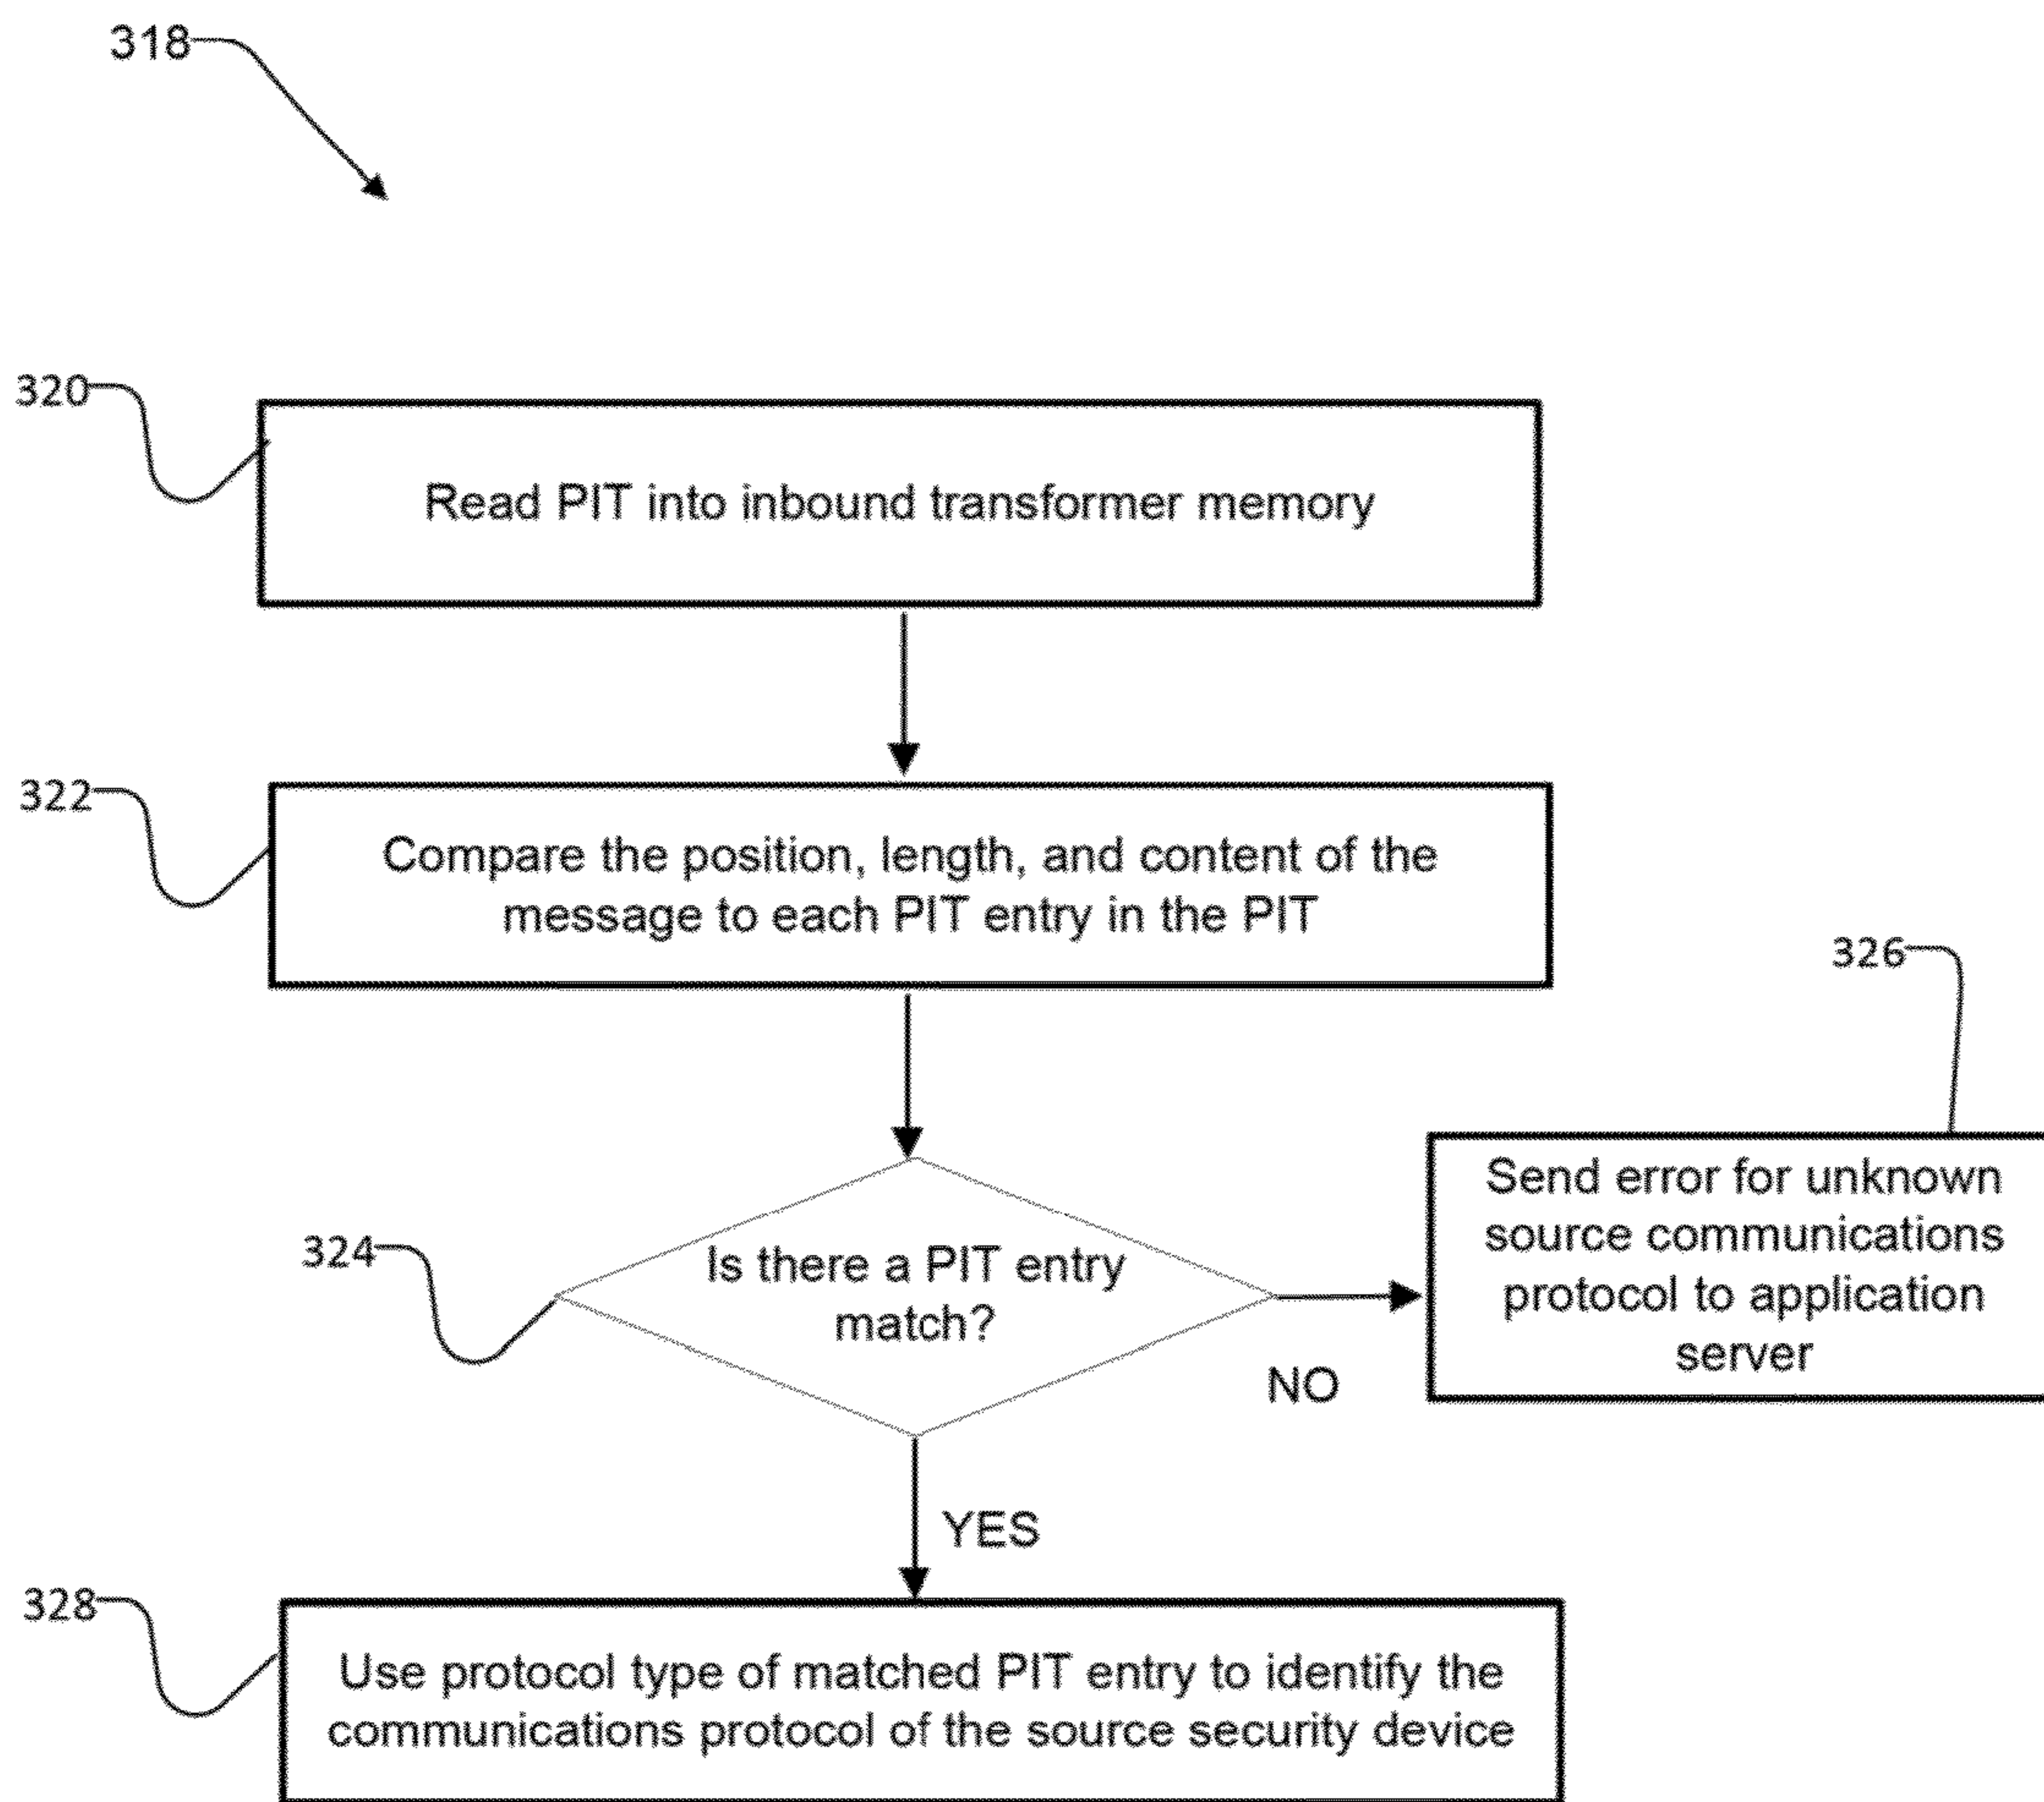 318
320
Read PIT into inbound transformer memory
322
Compare the position, length, and content of the
message to each PIT entry in the PIT
326
Send error for unknown
source communications
protocol to application
server
324
Is there a PIT entry
match?
NO
YES
328
Use protocol type of matched PIT entry to identify the
communications protocol of the source security device